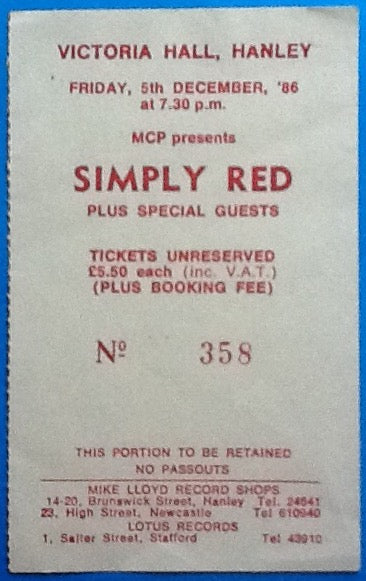 VICTORIA HALL, HANLEY
FRIDAY, 5th DECEMBER, '86
at 7.30 p.m.
MCP presents
SIMPLY RED
PLUS SPECIAL GUESTS
TICKETS UNRESERVED
£5.50 each (inc. V.A.T.)
(PLUS BOOKING FEE)
Nº 358
THIS PORTION TO BE RETAINED
NO PASSOUTS
MIKE LLOYD RECORD SHOPS
14-20, Brunswick Street, Hanley Tel. 24641
23, High Street, Newcastle Tel 610940
LOTUS RECORDS
1, Salter Street, Stafford Tel 43910